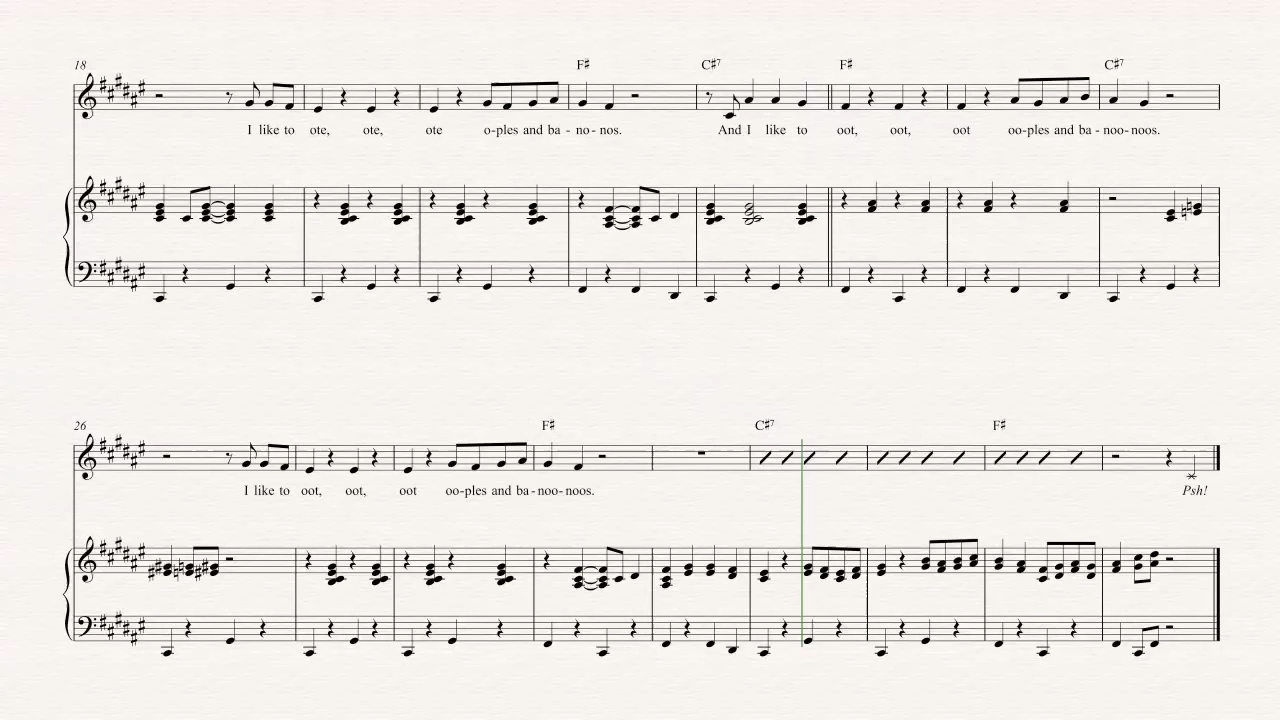 18 F♯ C♯7 F♯ C♯7
I like to ote, ote, ote o-ples and ba - no - nos. And I like to oot, oot, oot oo-ples and ba - noo-noos.
26 F♯ C♯7 F♯
I like to oot, oot, oot oo-ples and ba - noo- noos. Psh!